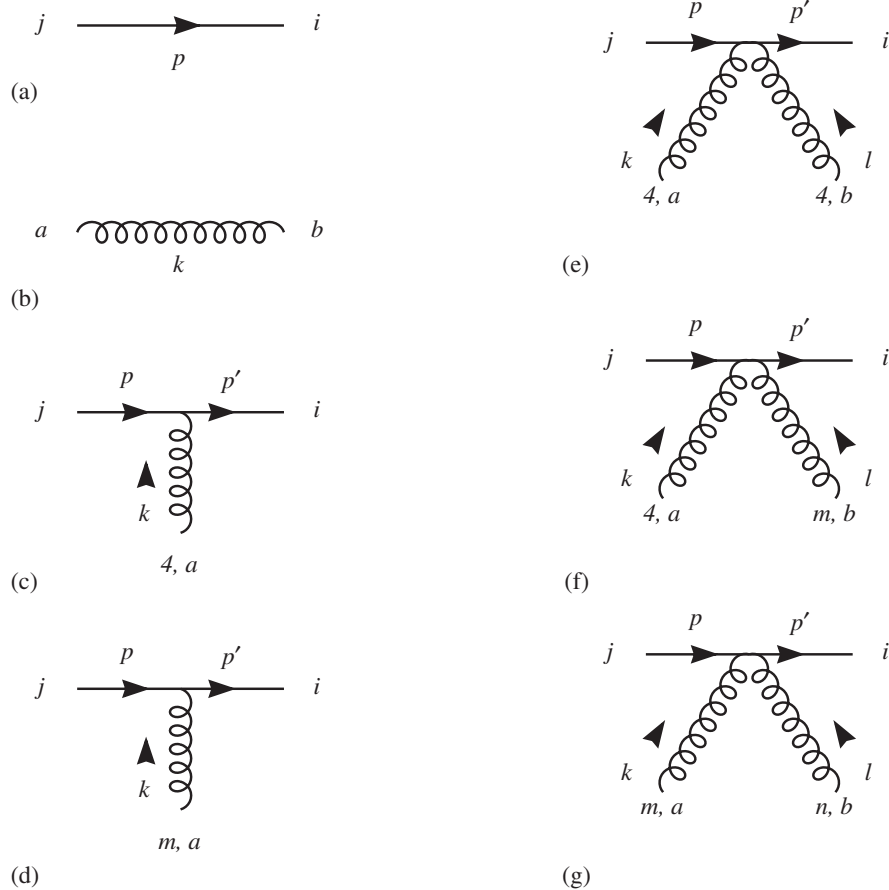 j i
p
(a)
a b
k
(b)
p p′
j i
k
4, a
(c)
p p′
j i
k
m, a
(d)
p p′
j i
k l
4, a 4, b
(e)
p p′
j i
k l
4, a m, b
(f)
p p′
j i
k l
m, a n, b
(g)